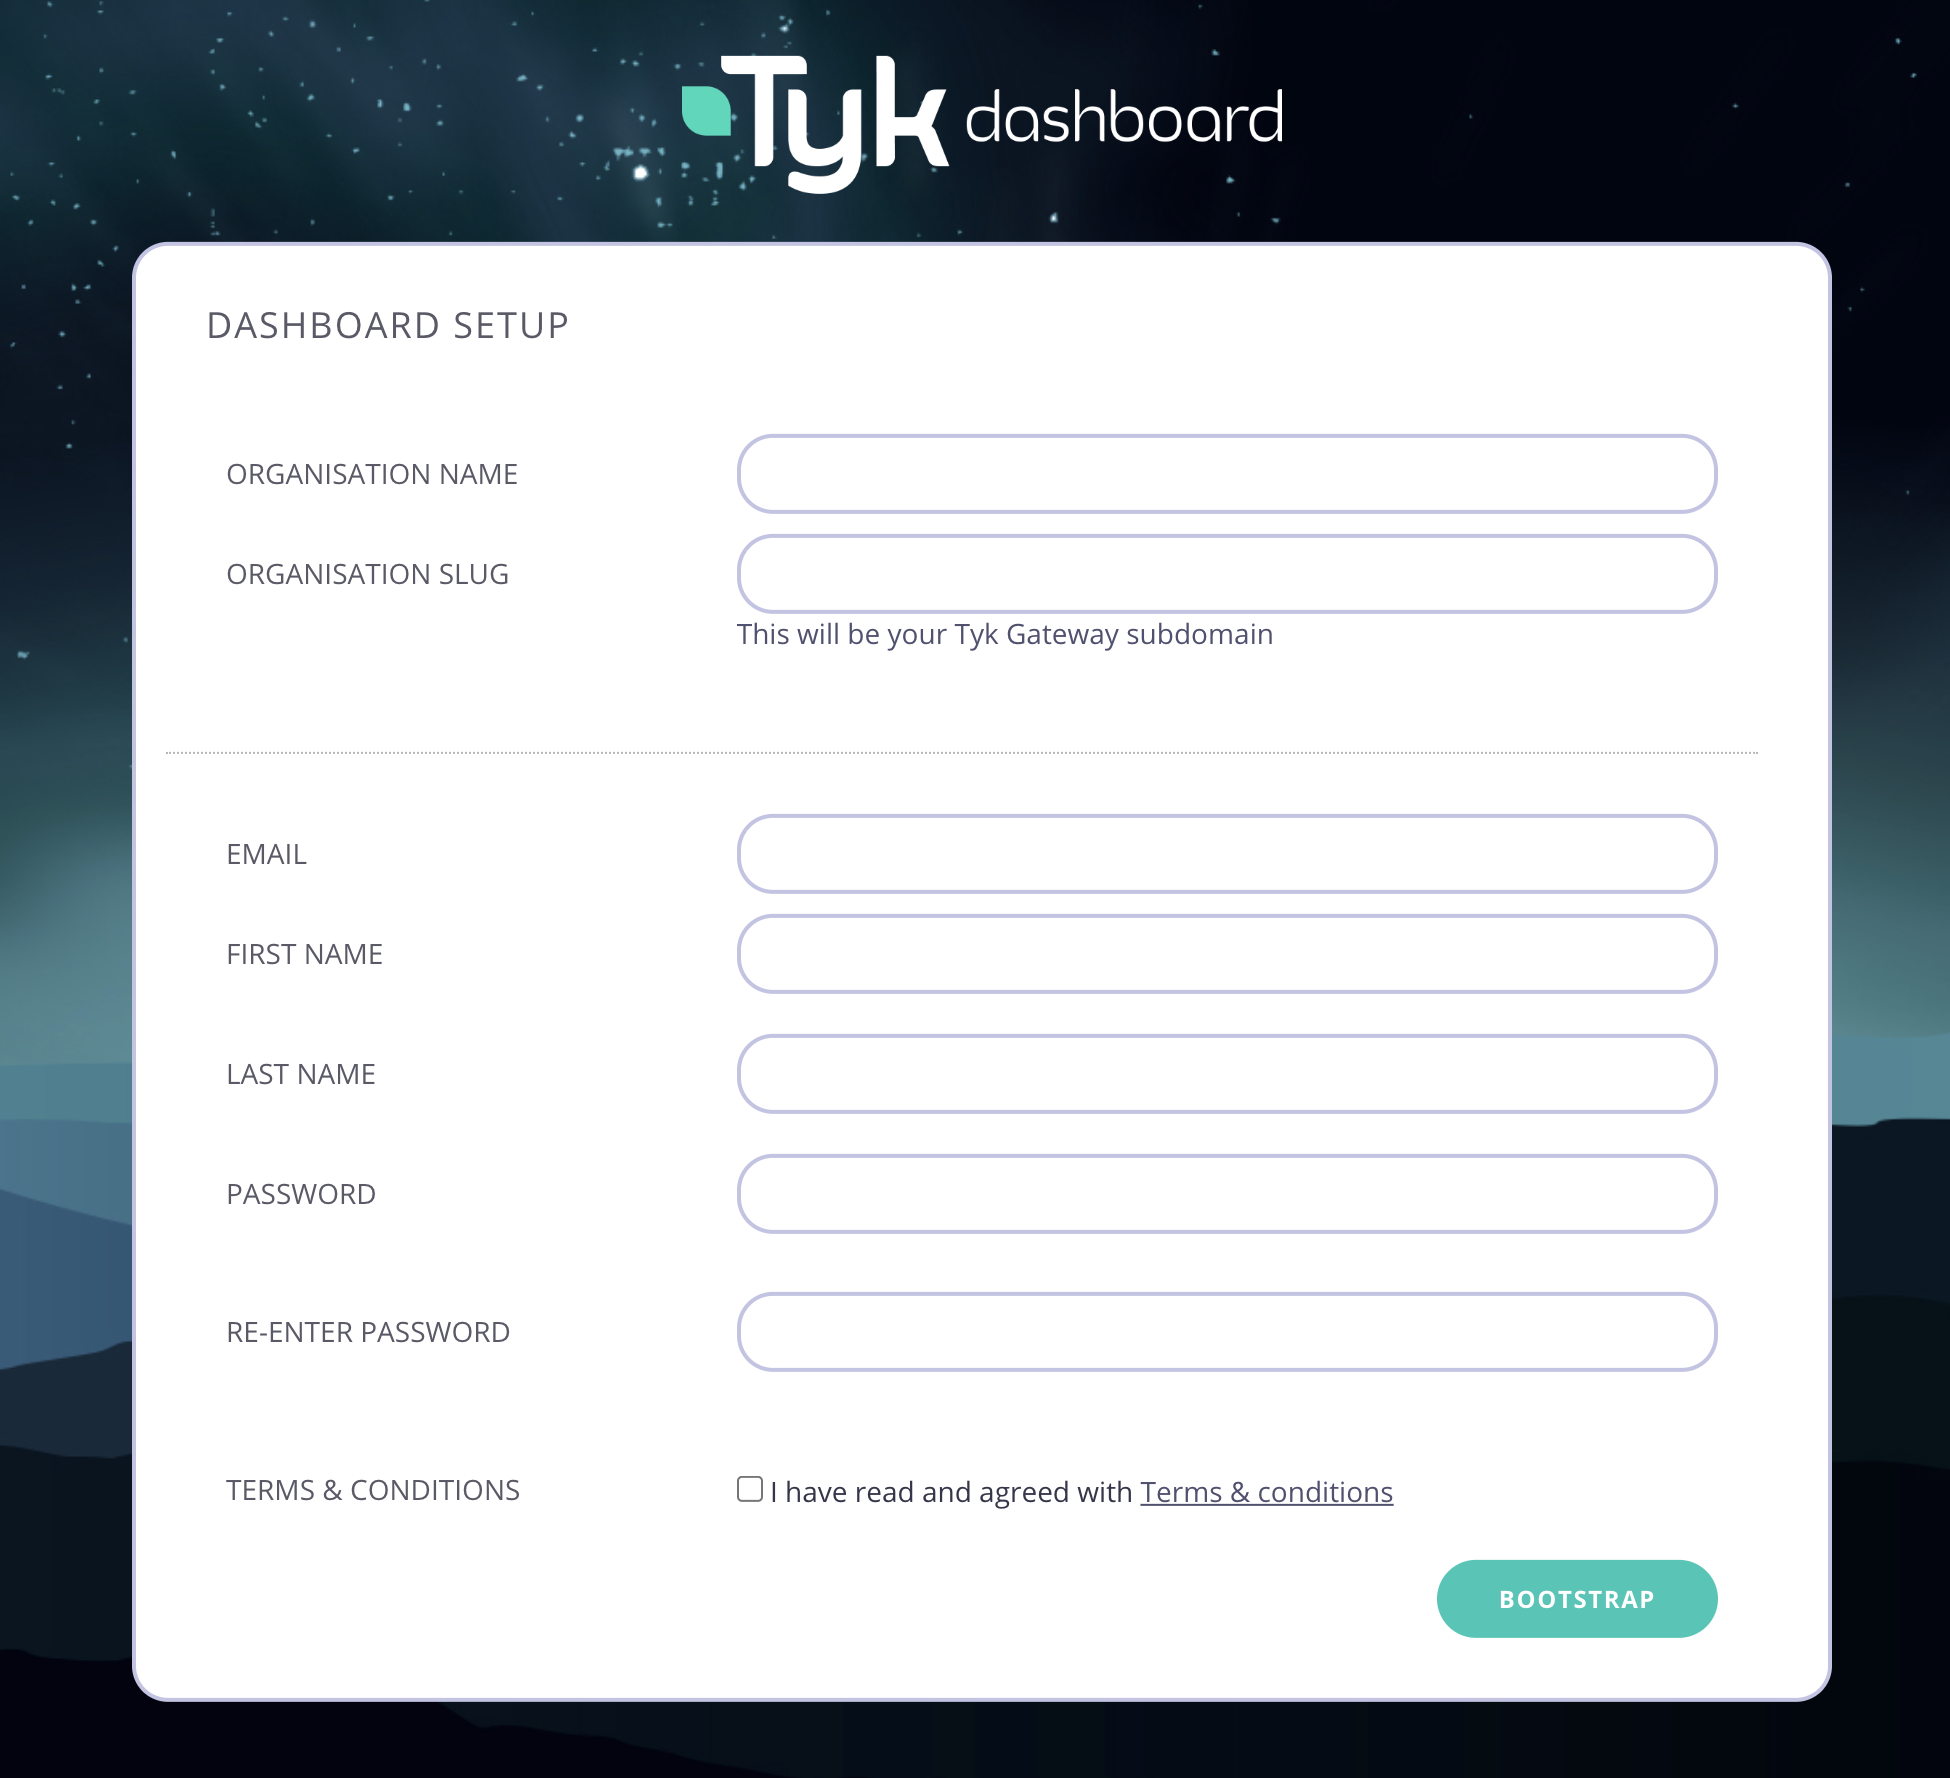 Tyk dashboard
DASHBOARD SETUP
ORGANISATION NAME
ORGANISATION SLUG
This will be your Tyk Gateway subdomain
EMAIL
FIRST NAME
LAST NAME
PASSWORD
RE-ENTER PASSWORD
TERMS & CONDITIONS
I have read and agreed with Terms & conditions
BOOTSTRAP